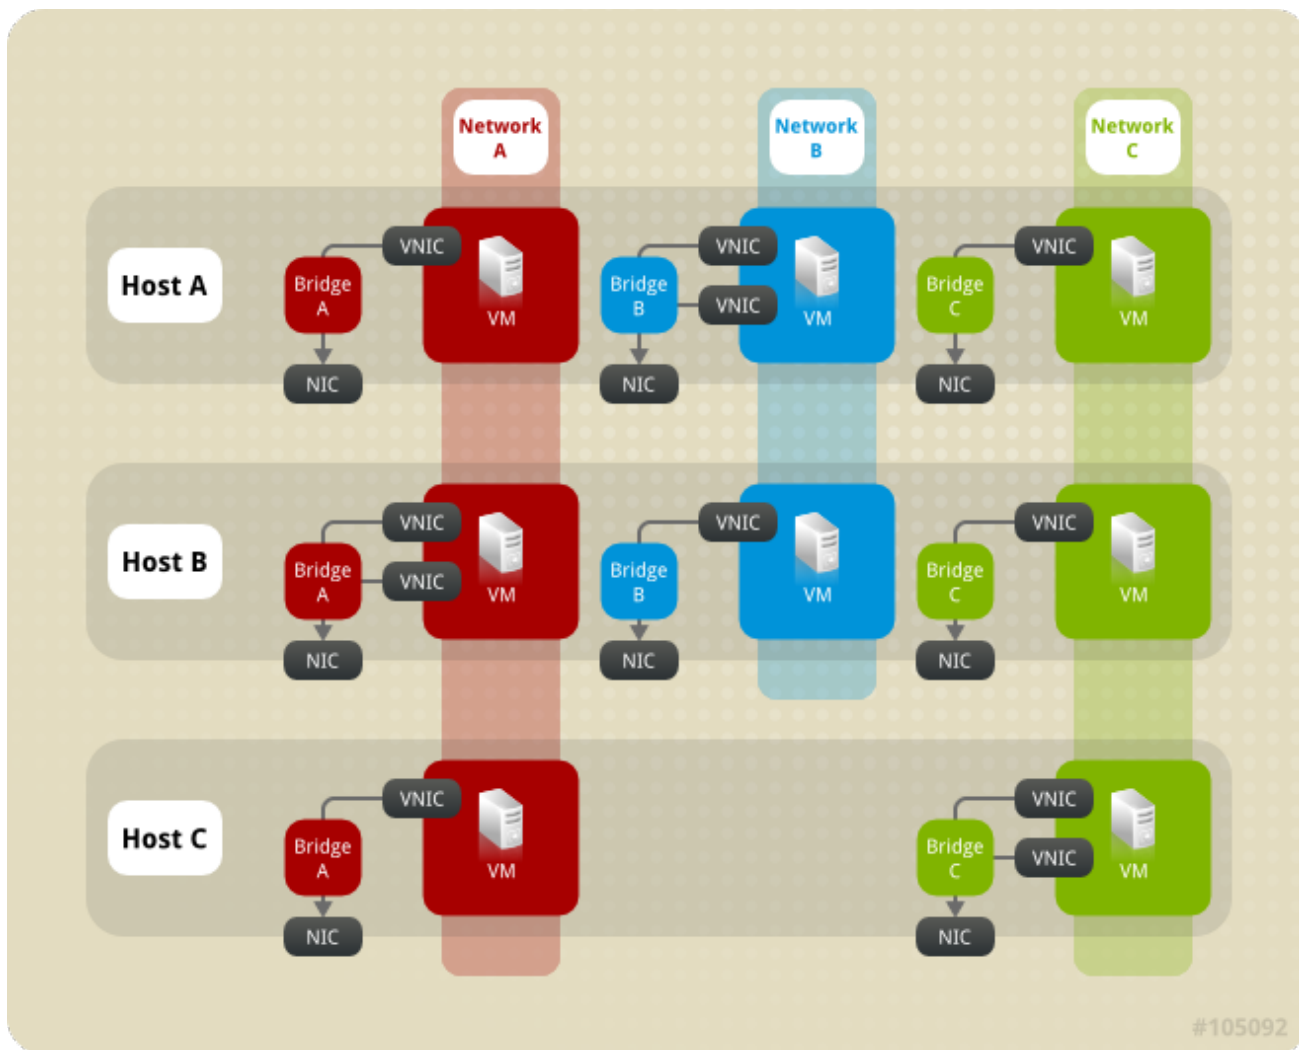 Network
A
Network
B
Network
C
Host A
VNIC
Bridge
A
NIC
VM
VNIC
Bridge
B
VNIC
NIC
VM
VNIC
Bridge
C
NIC
VM
Host B
VNIC
Bridge
A
VNIC
NIC
VM
VNIC
Bridge
B
NIC
VM
VNIC
Bridge
C
NIC
VM
Host C
VNIC
Bridge
A
NIC
VM
VNIC
Bridge
C
VNIC
NIC
VM
#105092